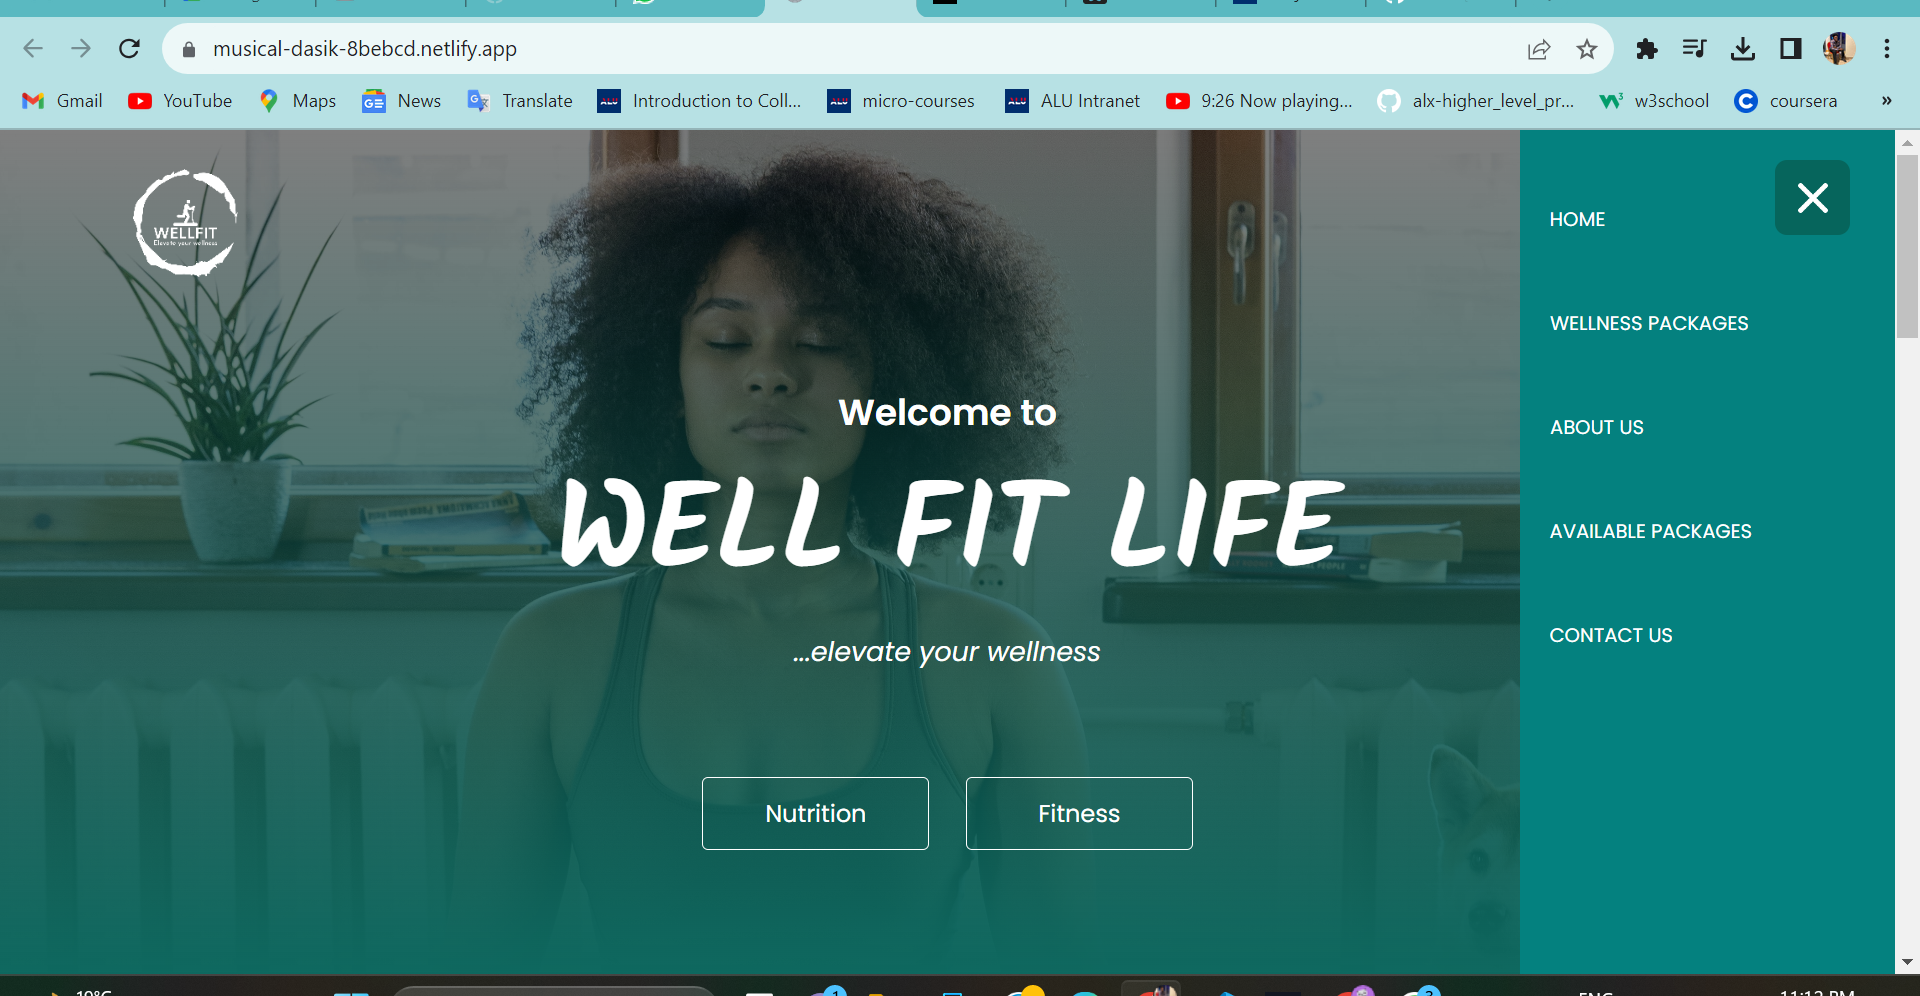 musical-dasik-8bebcd.netlify.app
Gmail YouTube Maps News Translate Introduction to Coll... micro-courses ALU Intranet 9:26 Now playing... alx-higher_level_pr... w3school coursera »
WELLFIT
Elevate your wellness
HOME
WELLNESS PACKAGES
ABOUT US
AVAILABLE PACKAGES
CONTACT US
Welcome to
WELL FIT LIFE
...elevate your wellness
Nutrition Fitness